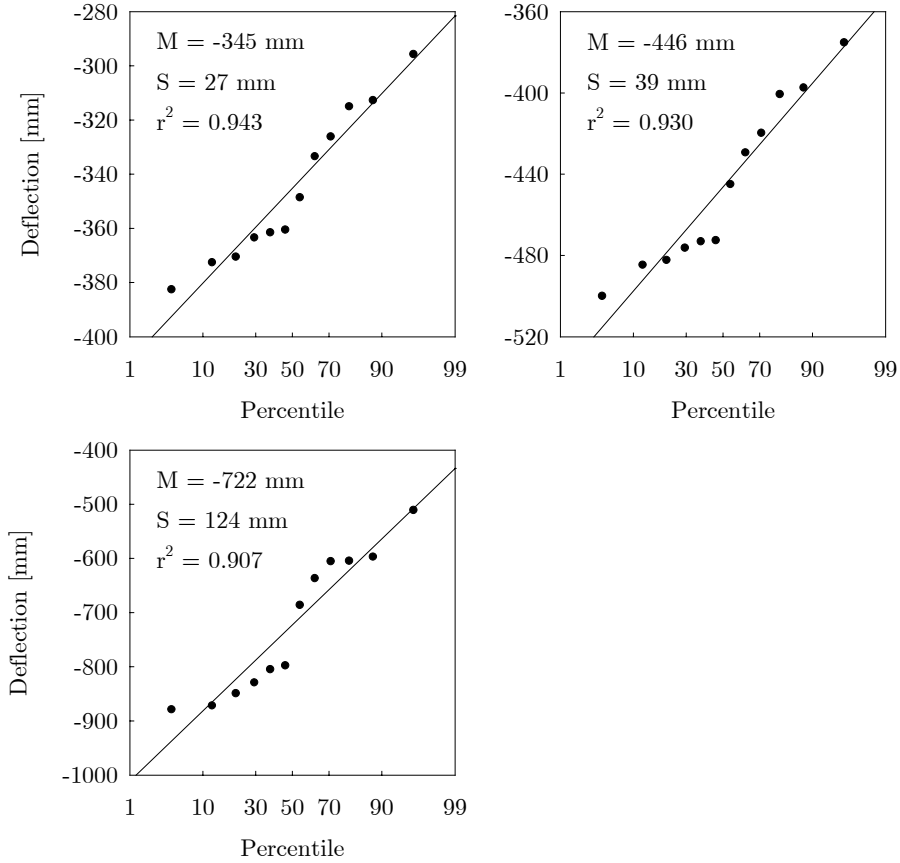 M = -345 mm
S = 27 mm
r² = 0.943
-280
-300
-320
-340
-360
-380
-400
Deflection [mm]
1 10 30 50 70 90 99
Percentile
M = -446 mm
S = 39 mm
r² = 0.930
-360
-400
-440
-480
-520
1 10 30 50 70 90 99
Percentile
M = -722 mm
S = 124 mm
r² = 0.907
-400
-500
-600
-700
-800
-900
-1000
Deflection [mm]
1 10 30 50 70 90 99
Percentile